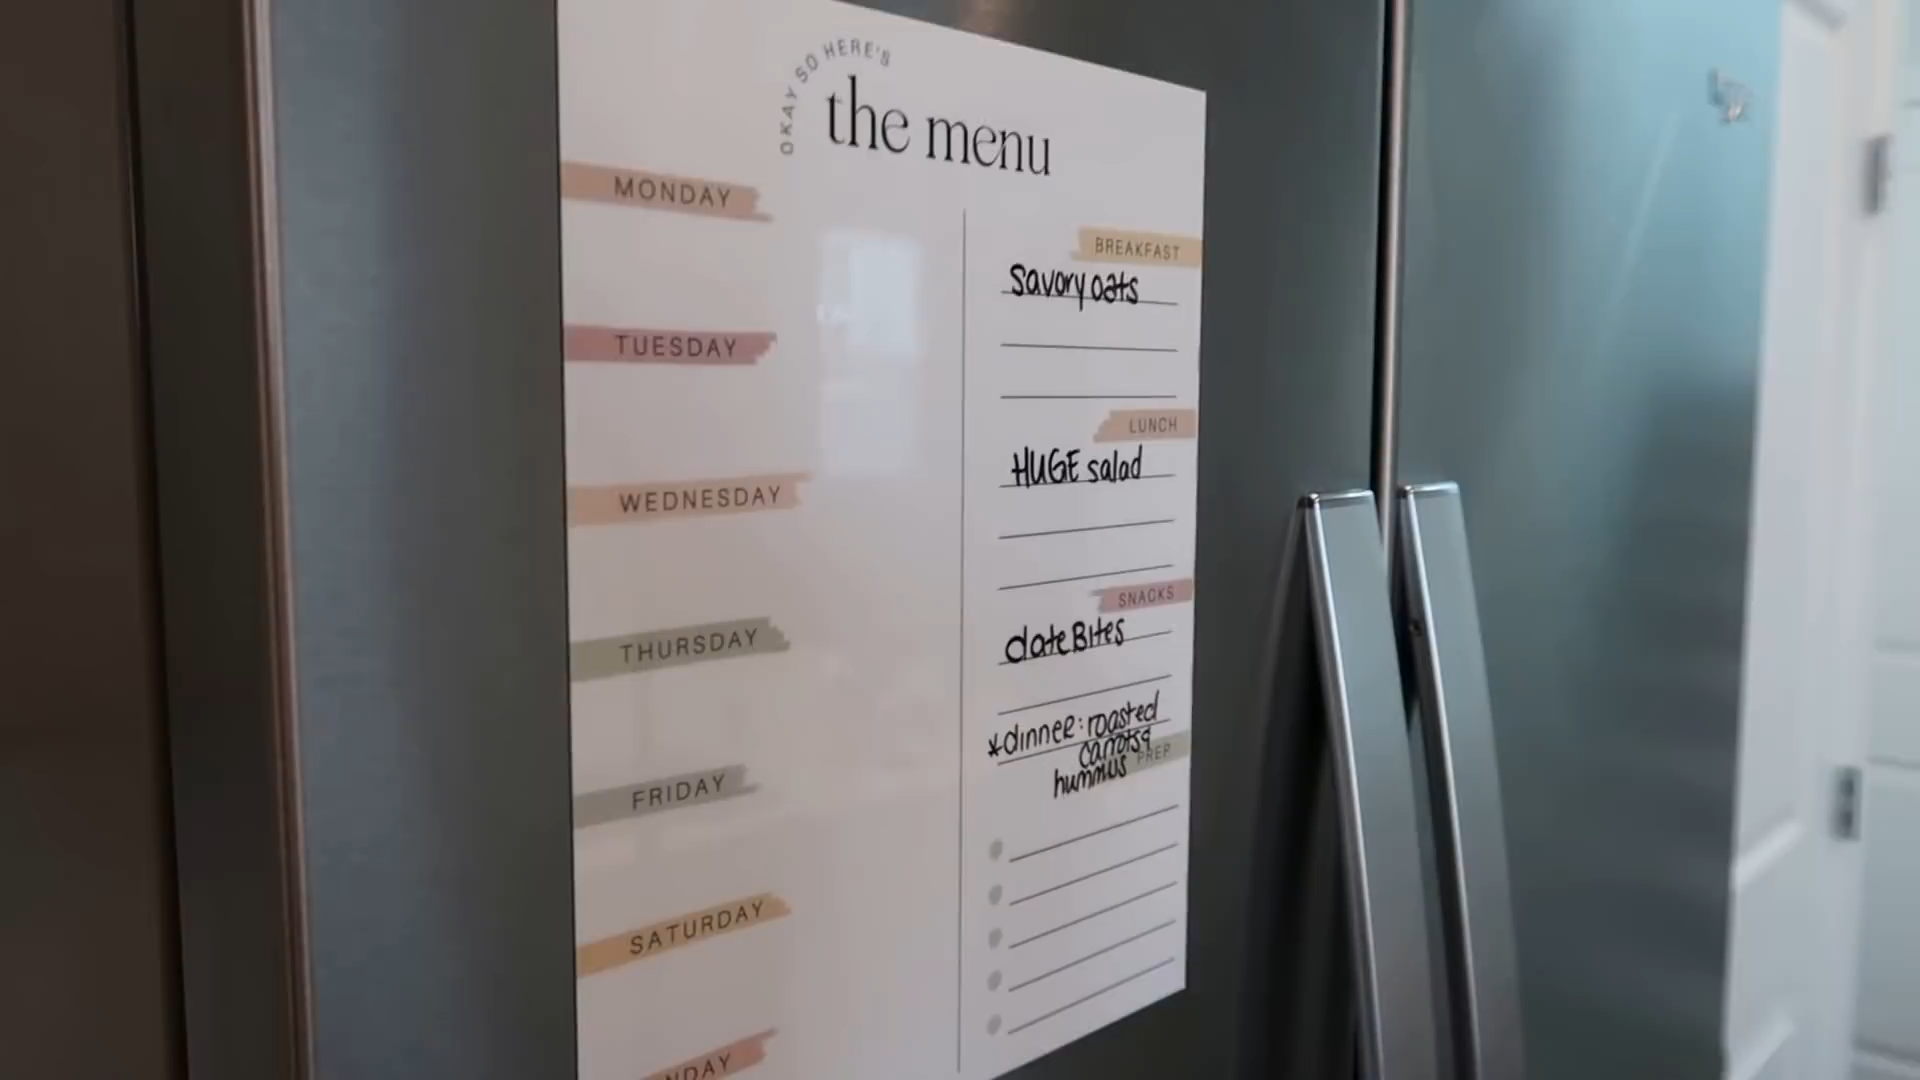 OKAY SO HERE'S
the menu
MONDAY
TUESDAY
WEDNESDAY
THURSDAY
FRIDAY
SATURDAY
NDAY
BREAKFAST
savory oats
LUNCH
HUGE salad
SNACKS
date Bites
*dinner: roasted
carrots &
hummus
PREP